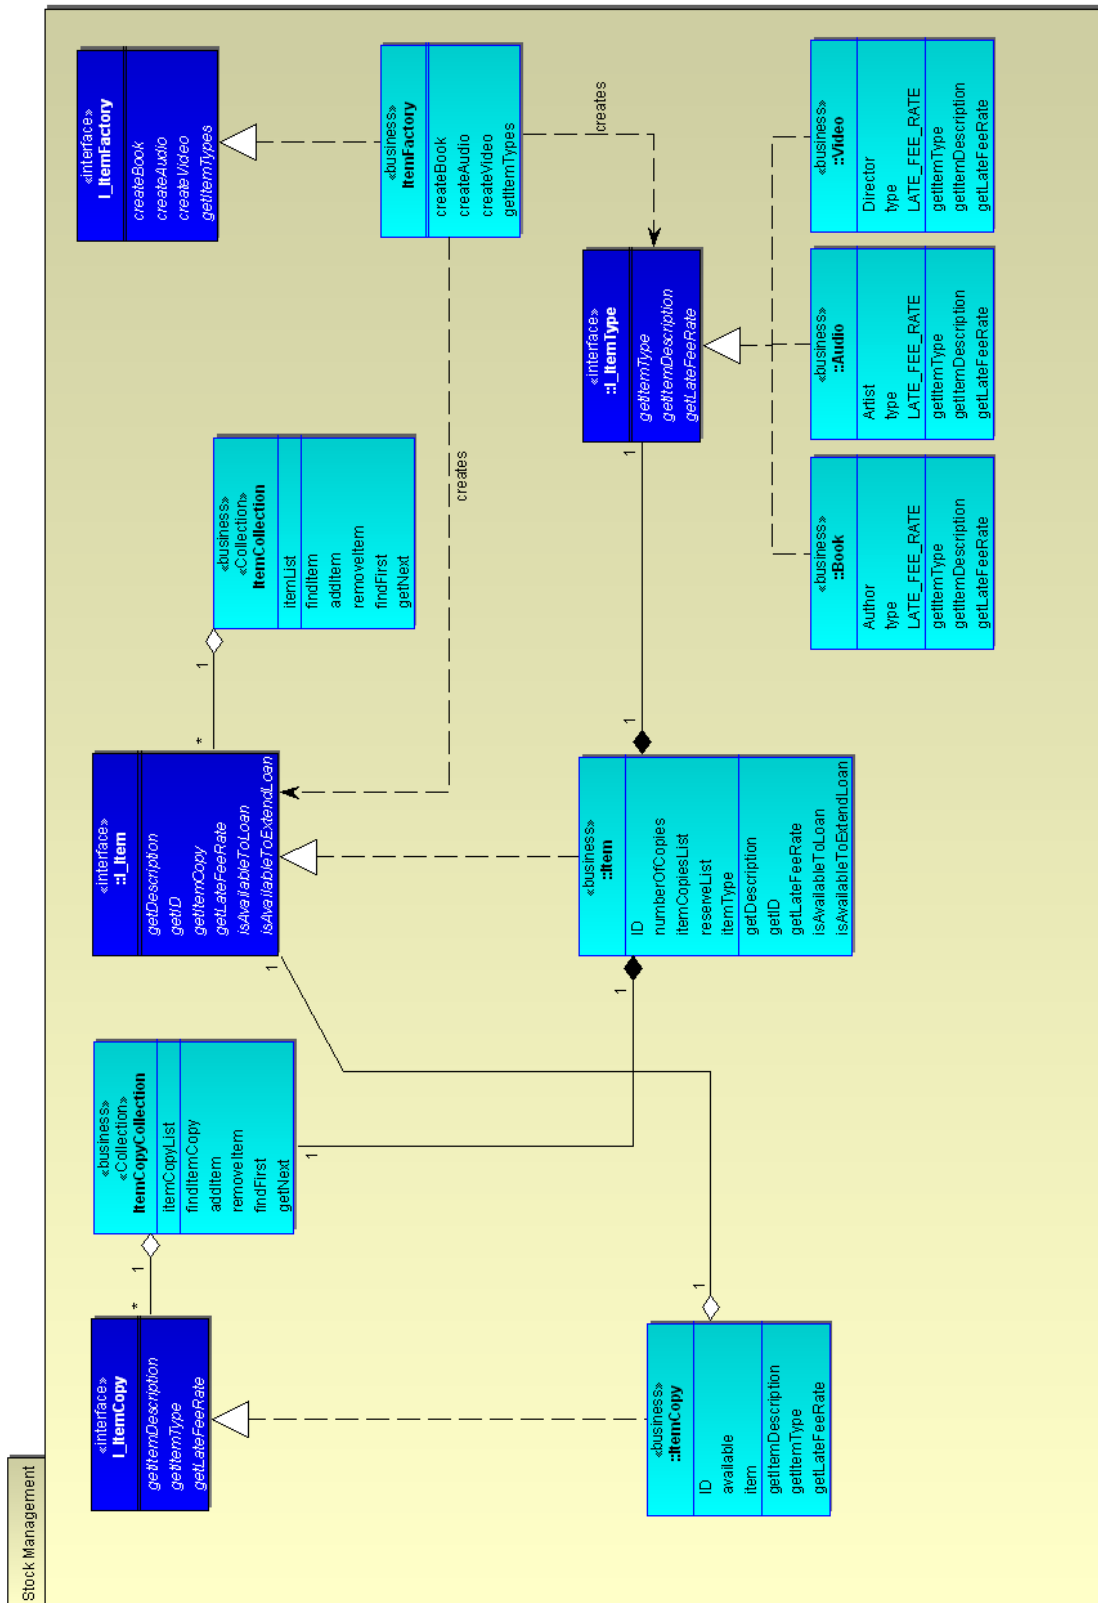 Stock Management
«interface»
I_ItemCopy
getItemDescription
getItemType
getLateFeeRate
1
*
«business»
«Collection»
ItemCopyCollection
itemCopyList
findItemCopy
addItem
removeItem
findFirst
getNext
1
«interface»
::I_Item
getDescription
getID
getItemCopy
getLateFeeRate
isAvailableToLoan
isAvailableToExtendLoan
1
*
1
«business»
«Collection»
ItemCollection
itemList
findItem
addItem
removeItem
findFirst
getNext
«interface»
I_ItemFactory
createBook
createAudio
createVideo
getItemTypes
«business»
ItemFactory
createBook
createAudio
createVideo
getItemTypes
creates
creates
«business»
::ItemCopy
ID
available
item
getItemDescription
getItemType
getLateFeeRate
1
«business»
::Item
ID
numberOfCopies
itemCopiesList
reserveList
itemType
getDescription
getID
getLateFeeRate
isAvailableToLoan
isAvailableToExtendLoan
1
1
1
«interface»
::I_ItemType
getItemType
getItemDescription
getLateFeeRate
«business»
::Book
Author
type
LATE_FEE_RATE
getItemType
getItemDescription
getLateFeeRate
«business»
::Audio
Artist
type
LATE_FEE_RATE
getItemType
getItemDescription
getLateFeeRate
«business»
::Video
Director
type
LATE_FEE_RATE
getItemType
getItemDescription
getLateFeeRate